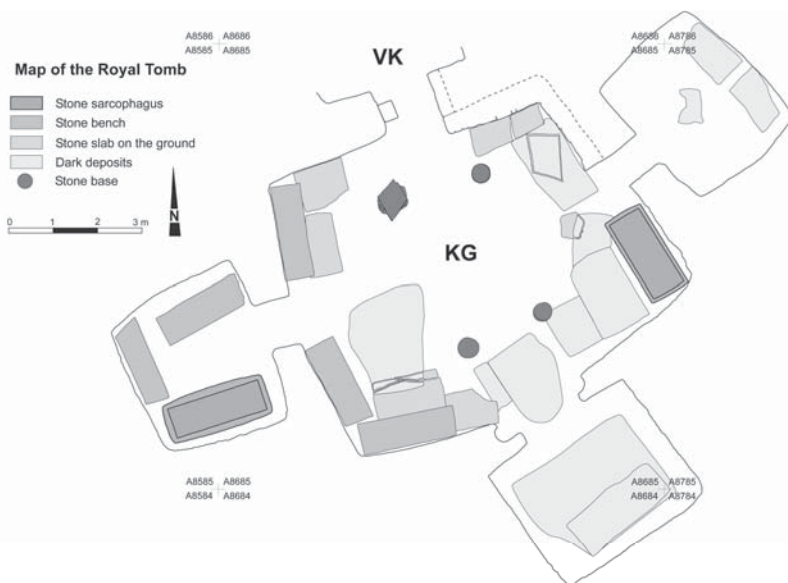 A8586 A8686
A8585 A8685
VK
A8686 A8786
A8685 A8785
Map of the Royal Tomb
Stone sarcophagus
Stone bench
Stone slab on the ground
Dark deposits
Stone base
N
0 1 2 3 m
KG
A8585 A8685
A8584 A8684
A8685 A8785
A8684 A8784